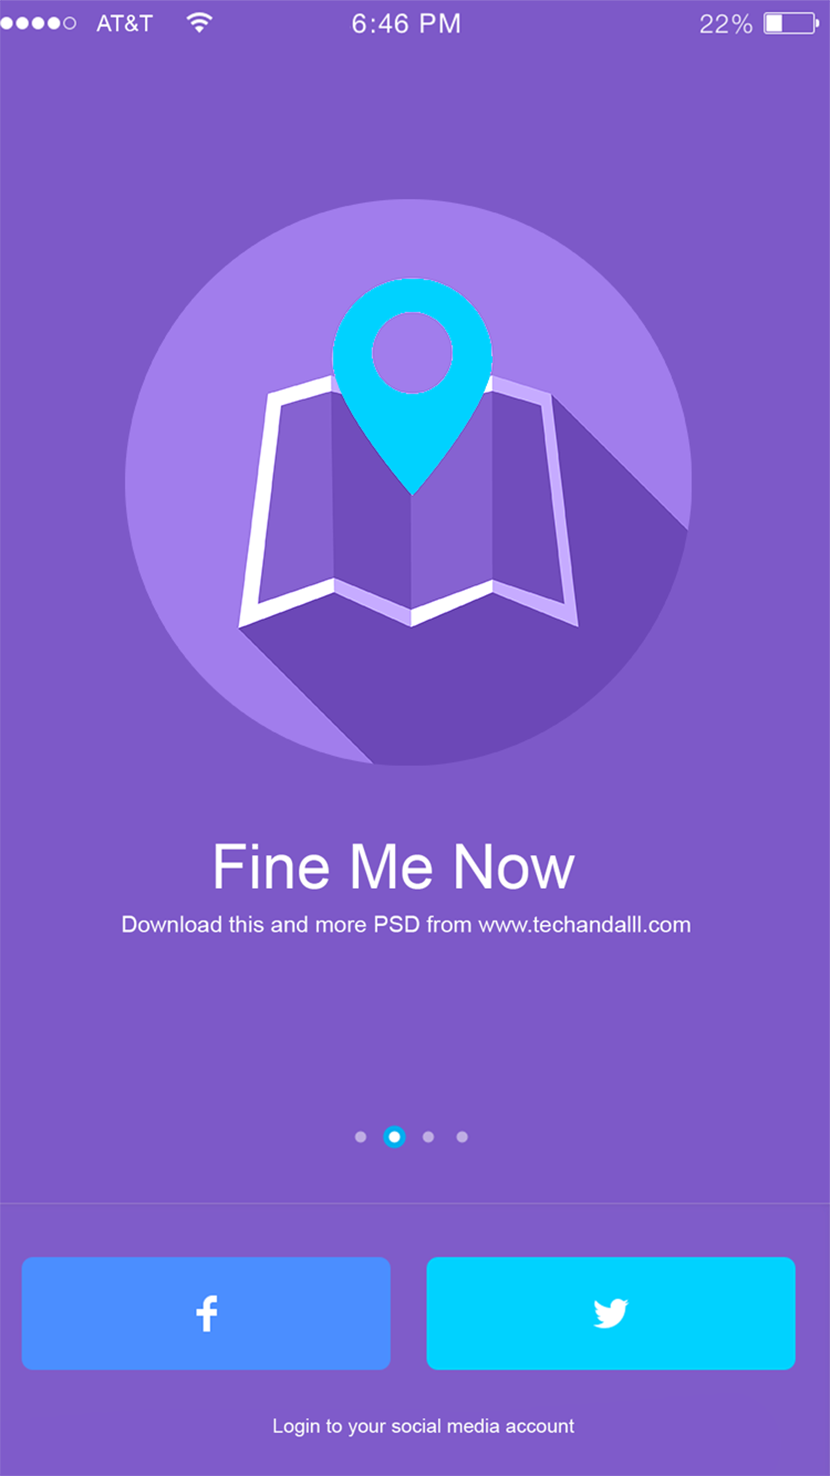 AT&T 6:46 PM 22%
Fine Me Now
Download this and more PSD from www.techandalll.com
Login to your social media account